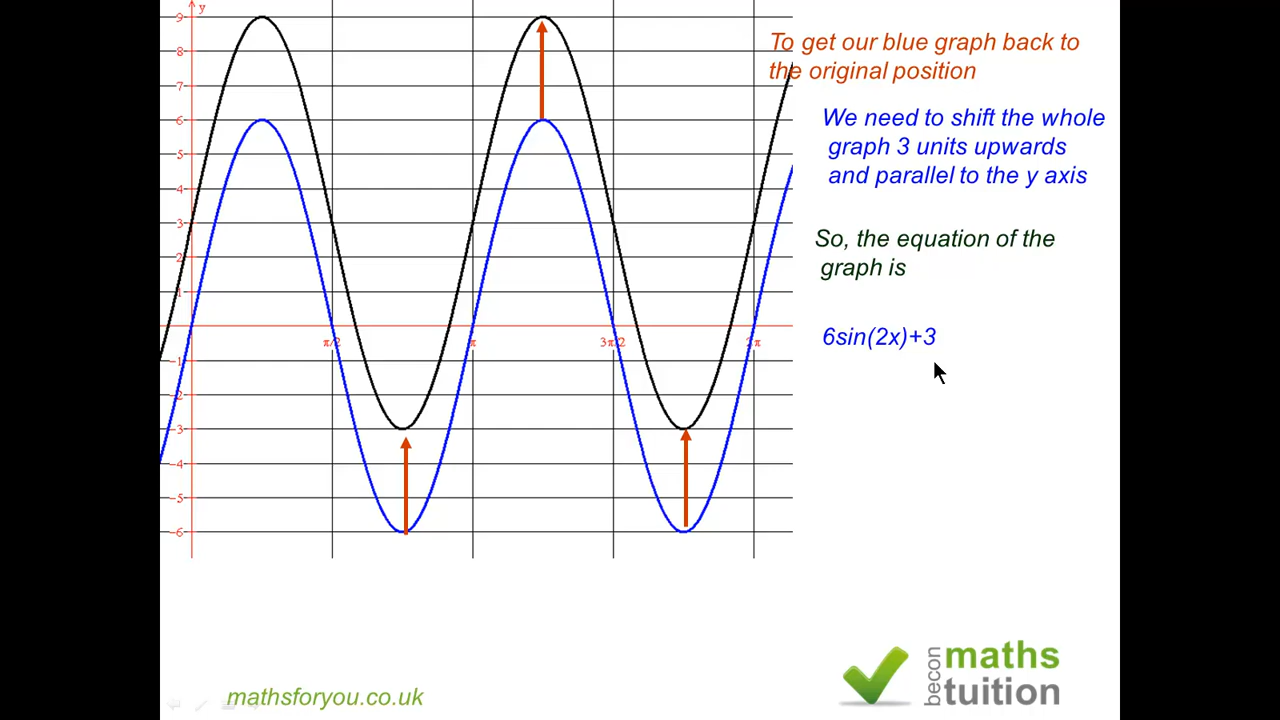 y
9
8
7
6
5
4
3
2
1
-1
-2
-3
-4
-5
-6
π/2
π
3π/2
2π
To get our blue graph back to
the original position
We need to shift the whole
graph 3 units upwards
and parallel to the y axis
So, the equation of the
graph is
6sin(2x)+3
mathsforyou.co.uk
becon
maths
tuition